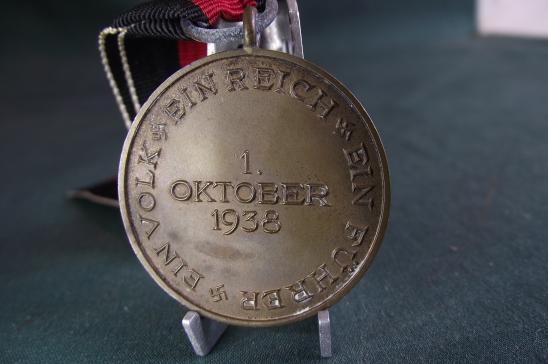 EIN VOLK EIN REICH EIN FÜHRER
1.
OKTOBER
1938